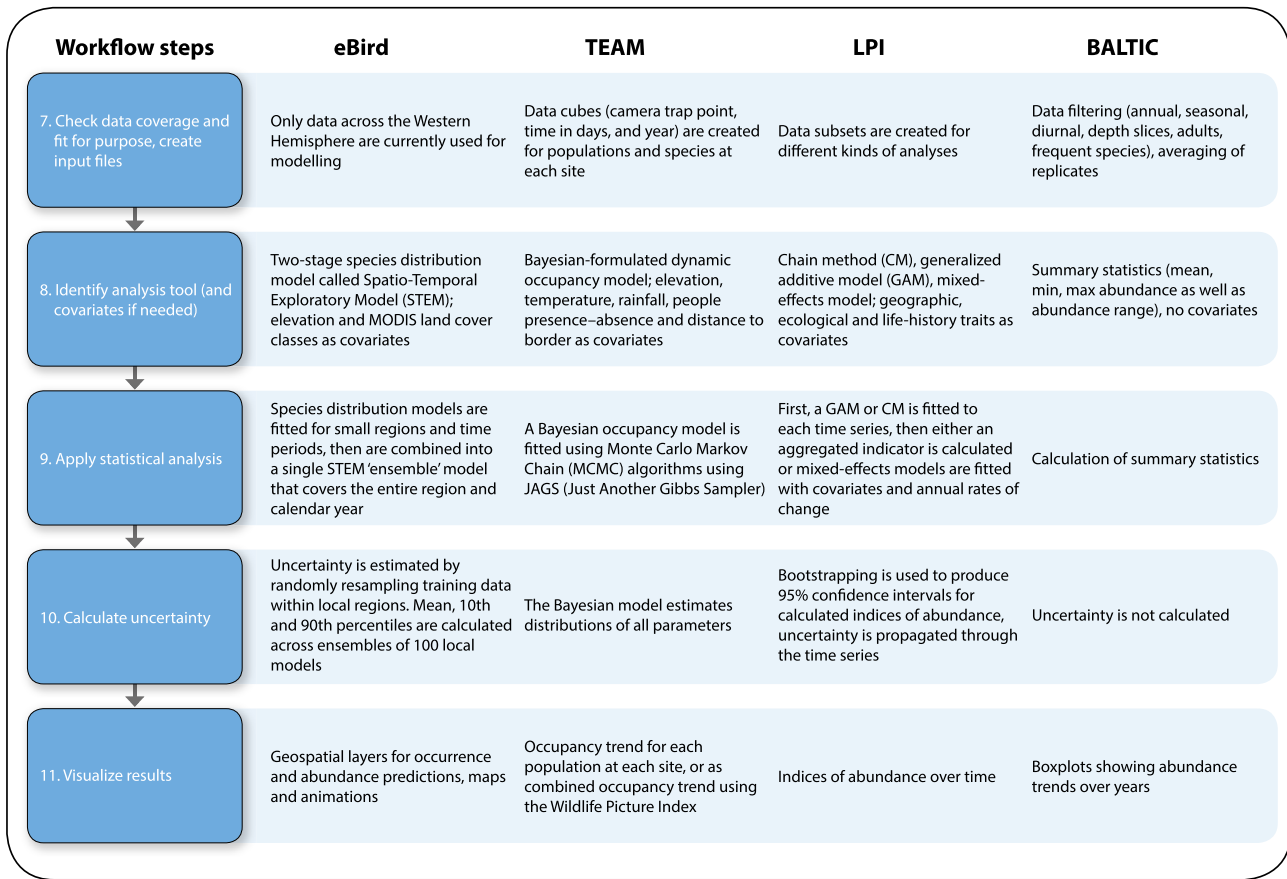 Workflow steps
eBird
TEAM
LPI
BALTIC
7. Check data coverage and
fit for purpose, create
input files
Only data across the Western
Hemisphere are currently used for
modelling
Data cubes (camera trap point,
time in days, and year) are created
for populations and species at
each site
Data subsets are created for
different kinds of analyses
Data filtering (annual, seasonal,
diurnal, depth slices, adults,
frequent species), averaging of
replicates
8. Identify analysis tool (and
covariates if needed)
Two-stage species distribution
model called Spatio-Temporal
Exploratory Model (STEM);
elevation and MODIS land cover
classes as covariates
Bayesian-formulated dynamic
occupancy model; elevation,
temperature, rainfall, people
presence–absence and distance to
border as covariates
Chain method (CM), generalized
additive model (GAM), mixed-
effects model; geographic,
ecological and life-history traits as
covariates
Summary statistics (mean,
min, max abundance as well as
abundance range), no covariates
9. Apply statistical analysis
Species distribution models are
fitted for small regions and time
periods, then are combined into
a single STEM ‘ensemble’ model
that covers the entire region and
calendar year
A Bayesian occupancy model is
fitted using Monte Carlo Markov
Chain (MCMC) algorithms using
JAGS (Just Another Gibbs Sampler)
First, a GAM or CM is fitted to
each time series, then either an
aggregated indicator is calculated
or mixed-effects models are fitted
with covariates and annual rates of
change
Calculation of summary statistics
10. Calculate uncertainty
Uncertainty is estimated by
randomly resampling training data
within local regions. Mean, 10th
and 90th percentiles are calculated
across ensembles of 100 local
models
The Bayesian model estimates
distributions of all parameters
Bootstrapping is used to produce
95% confidence intervals for
calculated indices of abundance,
uncertainty is propagated through
the time series
Uncertainty is not calculated
11. Visualize results
Geospatial layers for occurrence
and abundance predictions, maps
and animations
Occupancy trend for each
population at each site, or as
combined occupancy trend using
the Wildlife Picture Index
Indices of abundance over time
Boxplots showing abundance
trends over years